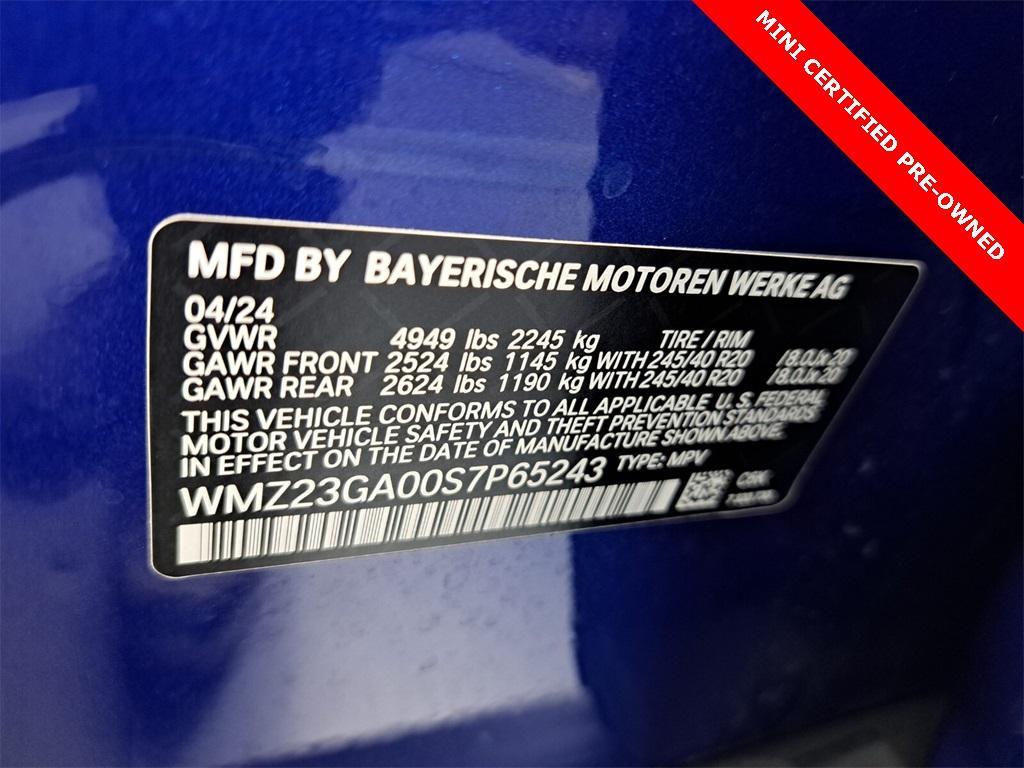 MINI CERTIFIED PRE-OWNED
MFD BY BAYERISCHE MOTOREN WERKE AG
04/24
GVWR 4949 lbs 2245 kg TIRE / RIM
GAWR FRONT 2524 lbs 1145 kg WITH 245/40 R20 /8.0Jx20
GAWR REAR 2624 lbs 1190 kg WITH 245/40 R20 /8.0Jx20
THIS VEHICLE CONFORMS TO ALL APPLICABLE U.S. FEDERAL
MOTOR VEHICLE SAFETY AND THEFT PREVENTION STANDARDS
IN EFFECT ON THE DATE OF MANUFACTURE SHOWN ABOVE.
WMZ23GA00S7P65243 TYPE: MPV